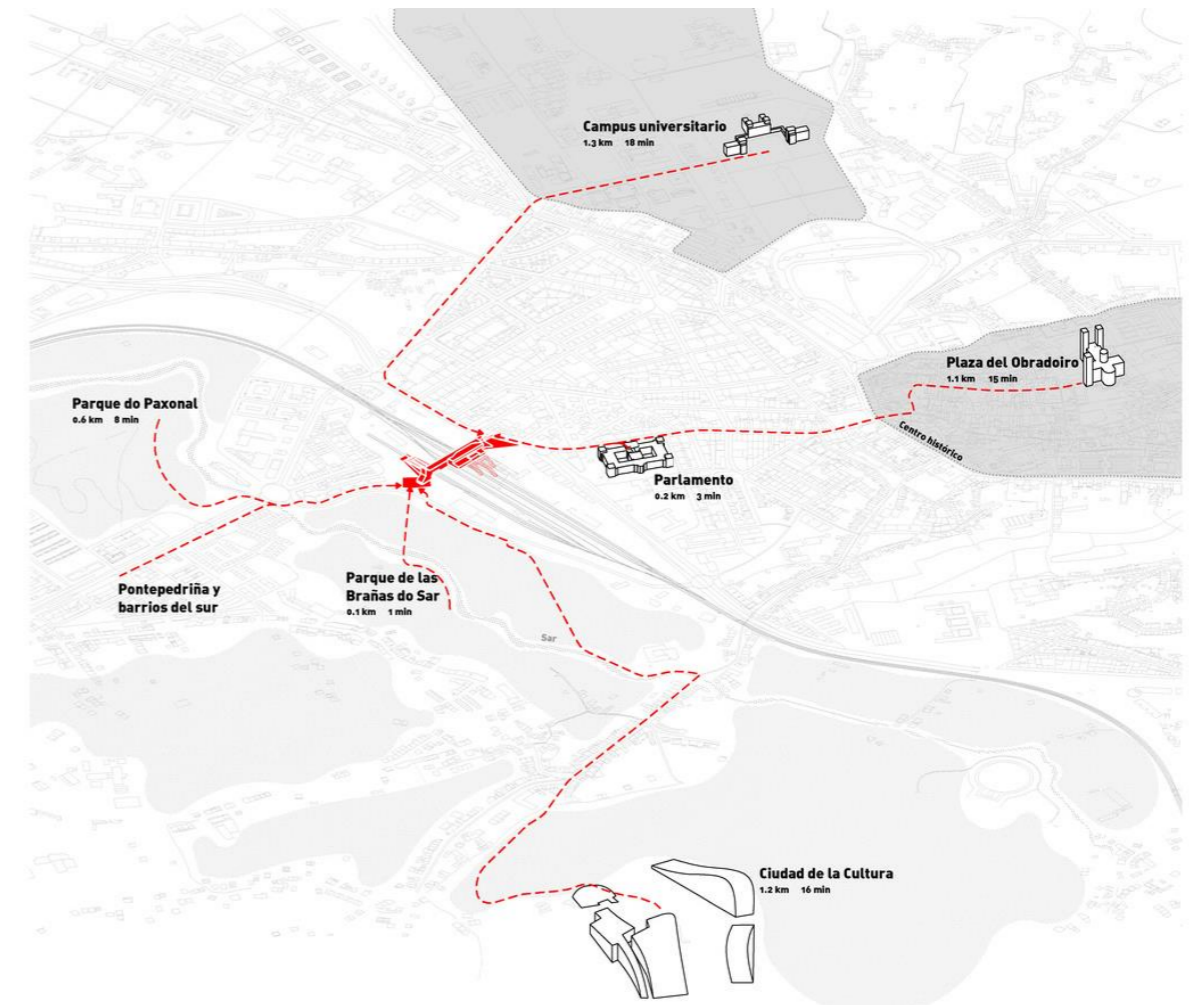 Campus universitario
1.3 km 18 min
Plaza del Obradoiro
1.1 km 15 min
Parque do Paxonal
0.6 km 8 min
Centro histórico
Parlamento
0.2 km 3 min
Pontepedriña y
barrios del sur
Parque de las
Brañas do Sar
0.1 km 1 min
Sar
Ciudad de la Cultura
1.2 km 16 min